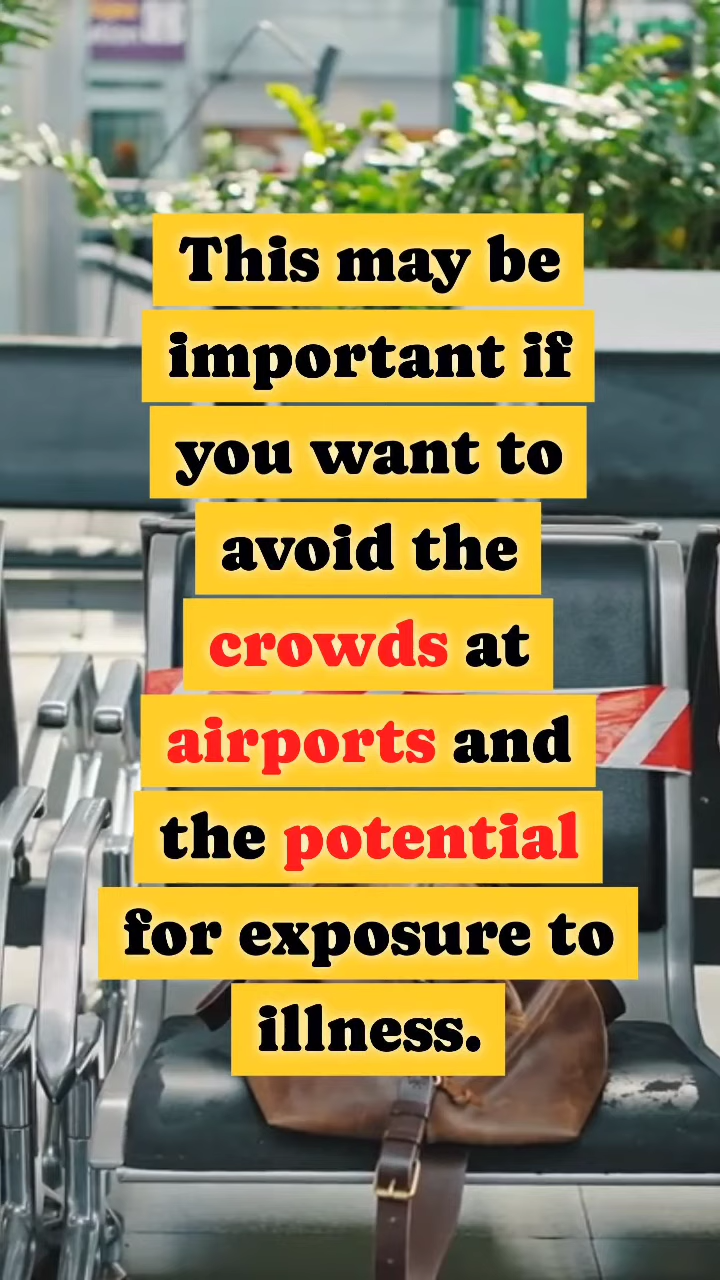 This may be
important if
you want to
avoid the
crowds at
airports and
the potential
for exposure to
illness.